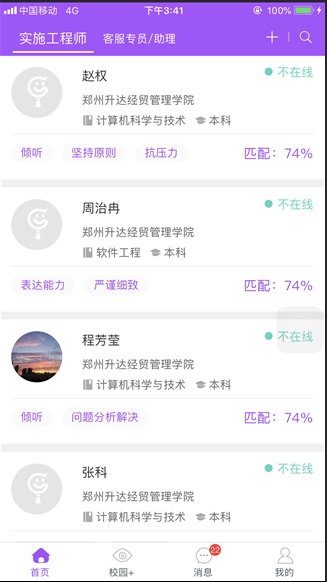 中国移动 4G 下午3:41 100%
实施工程师 客服专员/助理
赵权 不在线
郑州升达经贸管理学院
计算机科学与技术 本科
倾听 坚持原则 抗压力 匹配：74%
周治冉 不在线
郑州升达经贸管理学院
软件工程 本科
表达能力 严谨细致 匹配：74%
程芳莹 不在线
郑州升达经贸管理学院
计算机科学与技术 本科
倾听 问题分析解决 匹配：74%
张科 不在线
郑州升达经贸管理学院
计算机科学与技术 本科
22
首页 校园+ 消息 我的